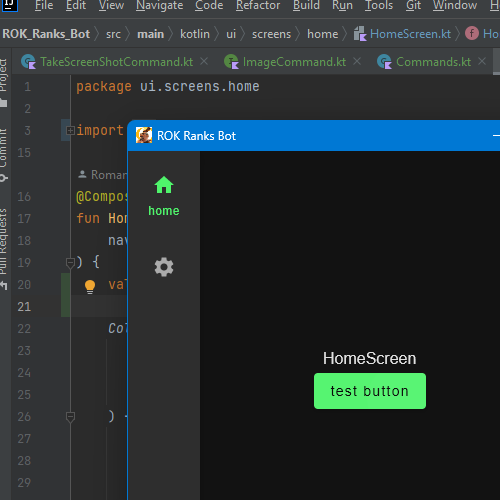 File Edit View Navigate Code Refactor Build Run Tools Git Window
ROK_Ranks_Bot src main kotlin ui screens home HomeScreen.kt
TakeScreenShotCommand.kt ImageCommand.kt Commands.kt
Project
Commit
Pull Requests
1 package ui.screens.home
2
3 import
15
Roman
16 @Compos
17 fun Hom
18 nav
19 ) {
20 val
21
22 Col
23
24
25
26 ) {
27
28
29
ROK Ranks Bot
home
HomeScreen
test button